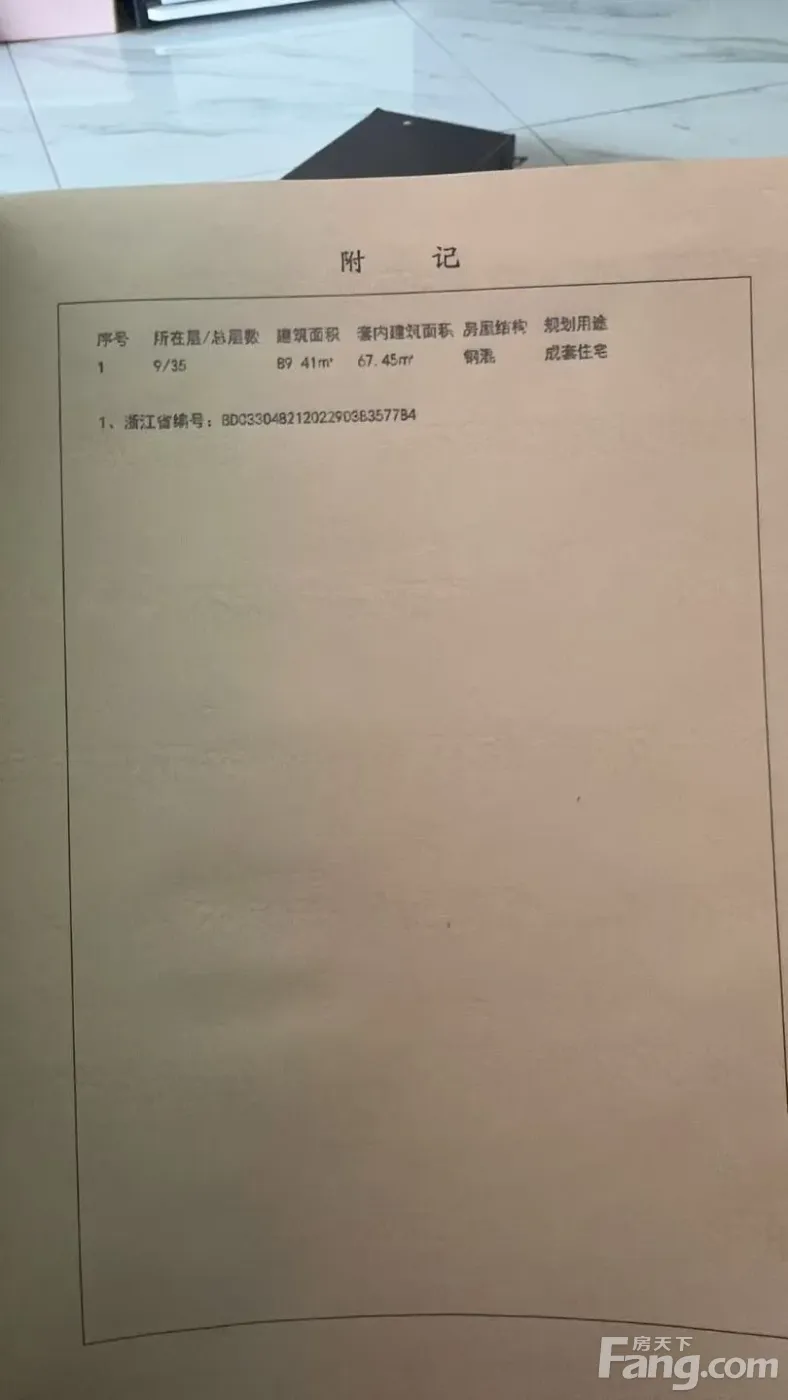 附 记
序号 所在层/总层数 建筑面积 套内建筑面积 房屋结构 规划用途
1 9/35 89.41㎡ 67.45㎡ 钢混 成套住宅
1、浙江省编号：BDC330482120229038357784
房天下
Fang.com